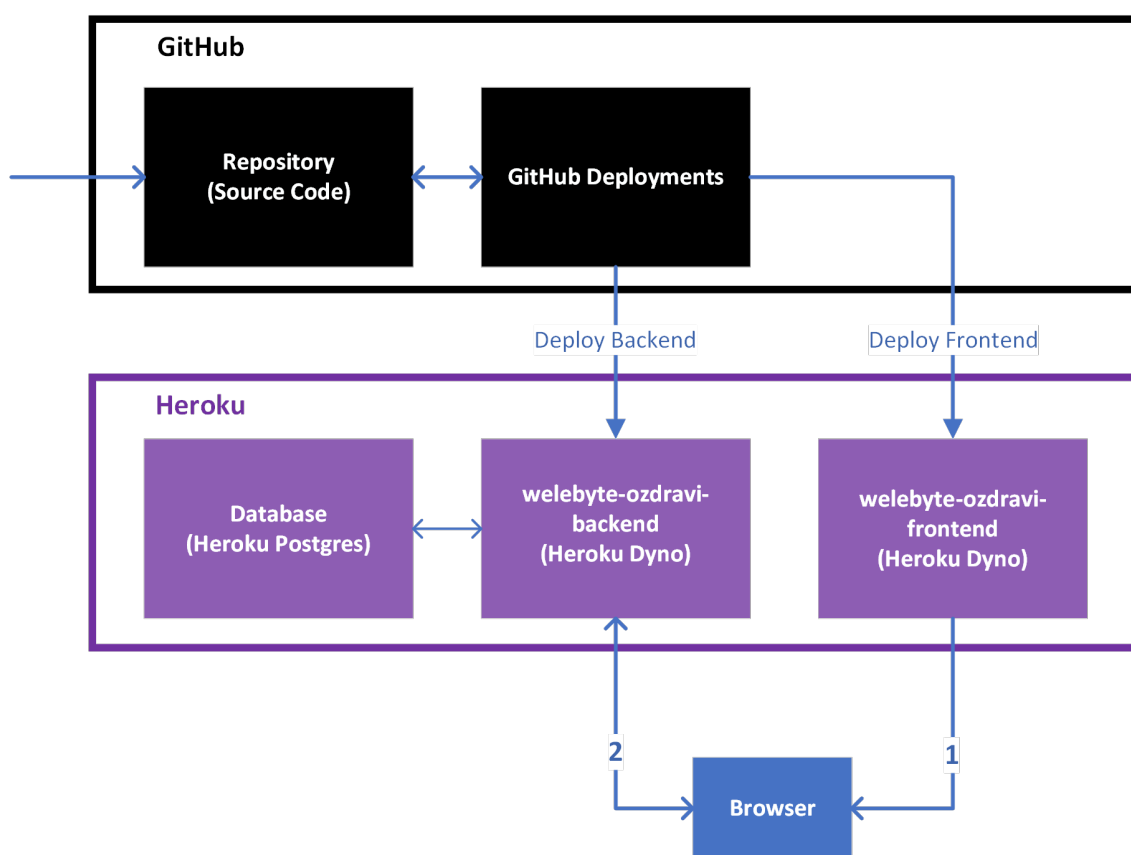 GitHub
Repository
(Source Code)
GitHub Deployments
Deploy Backend
Deploy Frontend
Heroku
Database
(Heroku Postgres)
welebyte-ozdravi-
backend
(Heroku Dyno)
welebyte-ozdravi-
frontend
(Heroku Dyno)
2
1
Browser